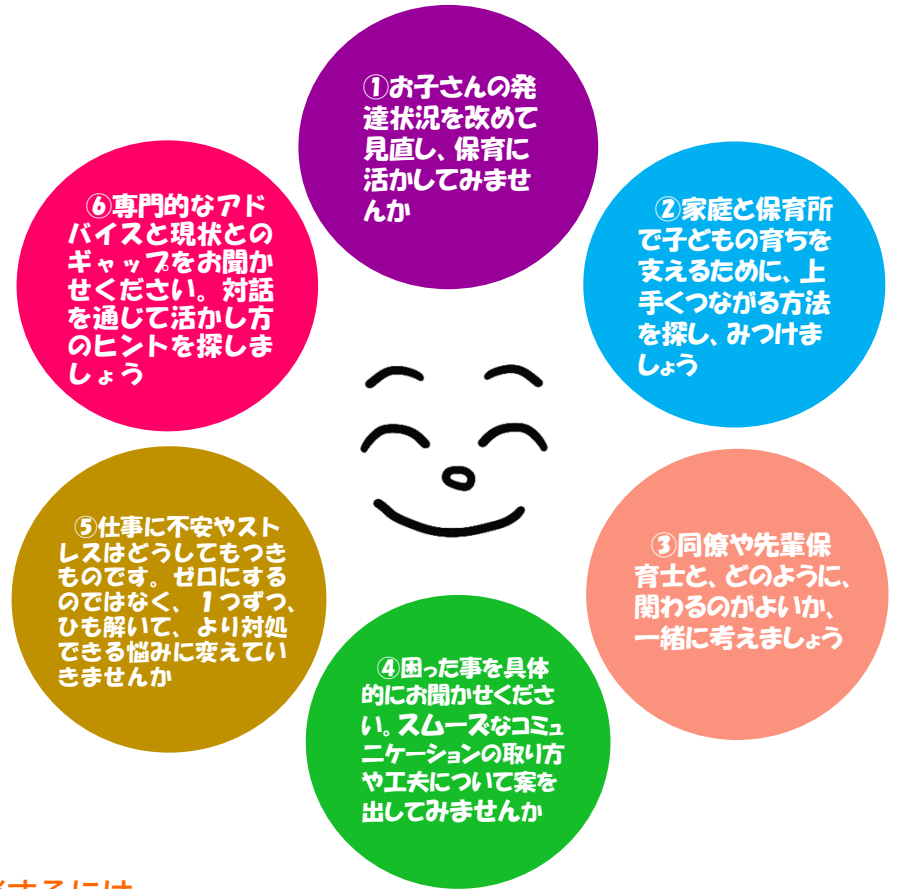 ①お子さんの発
達状況を改めて
見直し、保育に
活かしてみませ
んか
②家庭と保育所
で子どもの育ちを
支えるために、上
手くつながる方法
を探し、みつけま
しょう
③同僚や先輩保
育士と、どのように、
関わるのがよいか、
一緒に考えましょう
④困った事を具体
的にお聞かせくださ
い。スムーズなコミュ
ニケーションの取り方
や工夫について案を
出してみませんか
⑤仕事に不安やスト
レスはどうしてもつき
ものです。ゼロにする
のではなく、１つずつ、
ひも解いて、より対処
できる悩みに変えてい
きませんか
⑥専門的なアド
バイスと現状との
ギャップをお聞か
せください。対話
を通じて活かし方
のヒントを探しま
しょう
するには